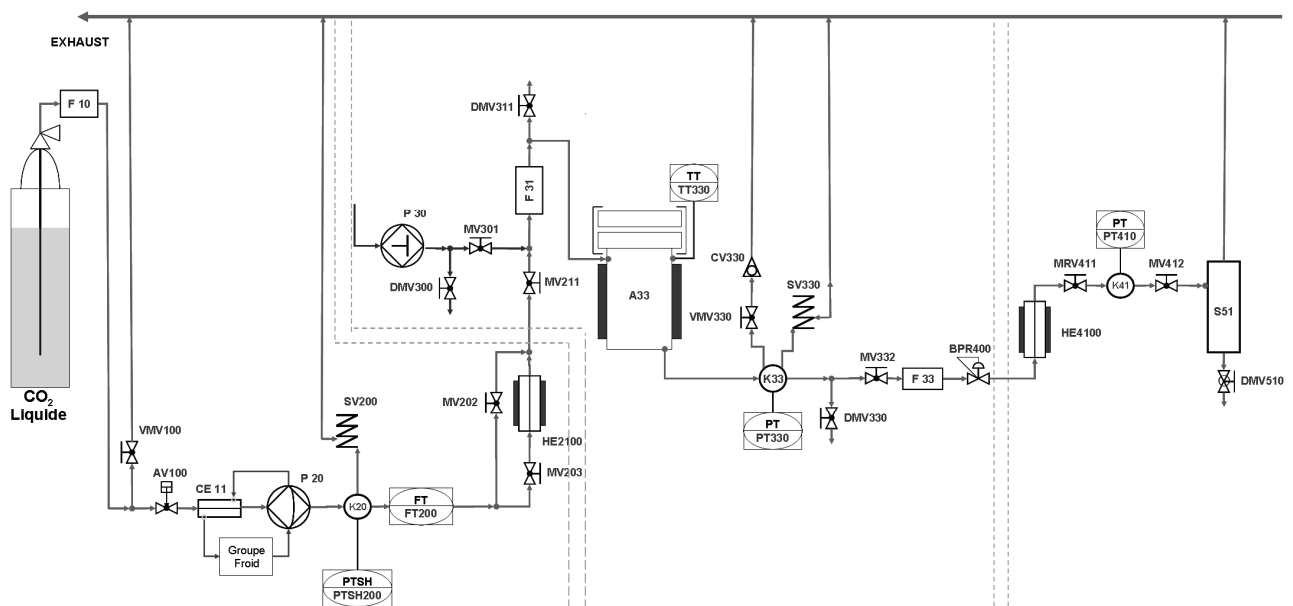 EXHAUST
F 10
CO2
Liquide
VMV100
AV100
CE 11
P 20
Groupe
Froid
SV200
K20
PTSH
PTSH200
FT
FT200
MV202
HE2100
MV203
DMV311
F 31
P 30
MV301
DMV300
MV211
TT
TT330
A33
CV330
VMV330
SV330
K33
PT
PT330
DMV330
MV332
F 33
BPR400
HE4100
MRV411
PT
PT410
K41
MV412
S51
DMV510